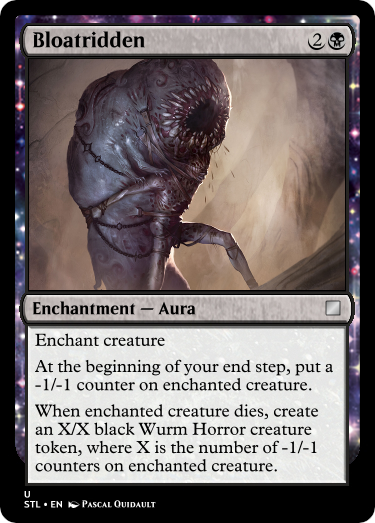 Bloatridden 2
Enchantment — Aura
Enchant creature
At the beginning of your end step, put a
-1/-1 counter on enchanted creature.
When enchanted creature dies, create
an X/X black Wurm Horror creature
token, where X is the number of -1/-1
counters on enchanted creature.
U
STL • EN Pascal Quidault